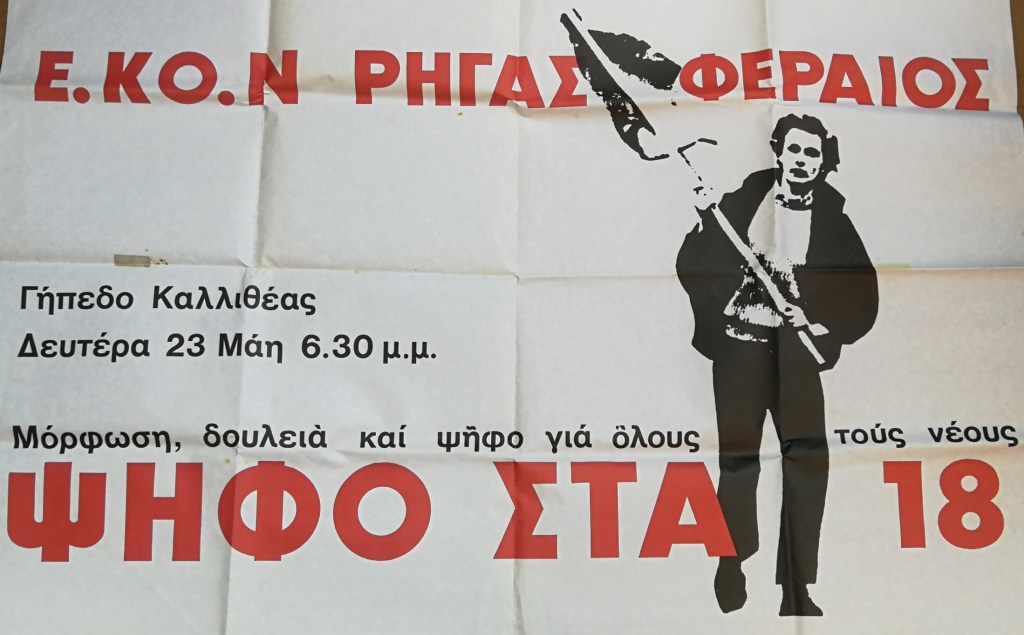 Ε.ΚΟ.Ν ΡΗΓΑΣ ΦΕΡΑΙΟΣ
Γήπεδο Καλλιθέας
Δευτέρα 23 Μάη 6.30 μ.μ.
Μόρφωση, δουλειὰ καί ψῆφο γιά ὅλους τούς νέους
ΨΗΦΟ ΣΤΑ 18